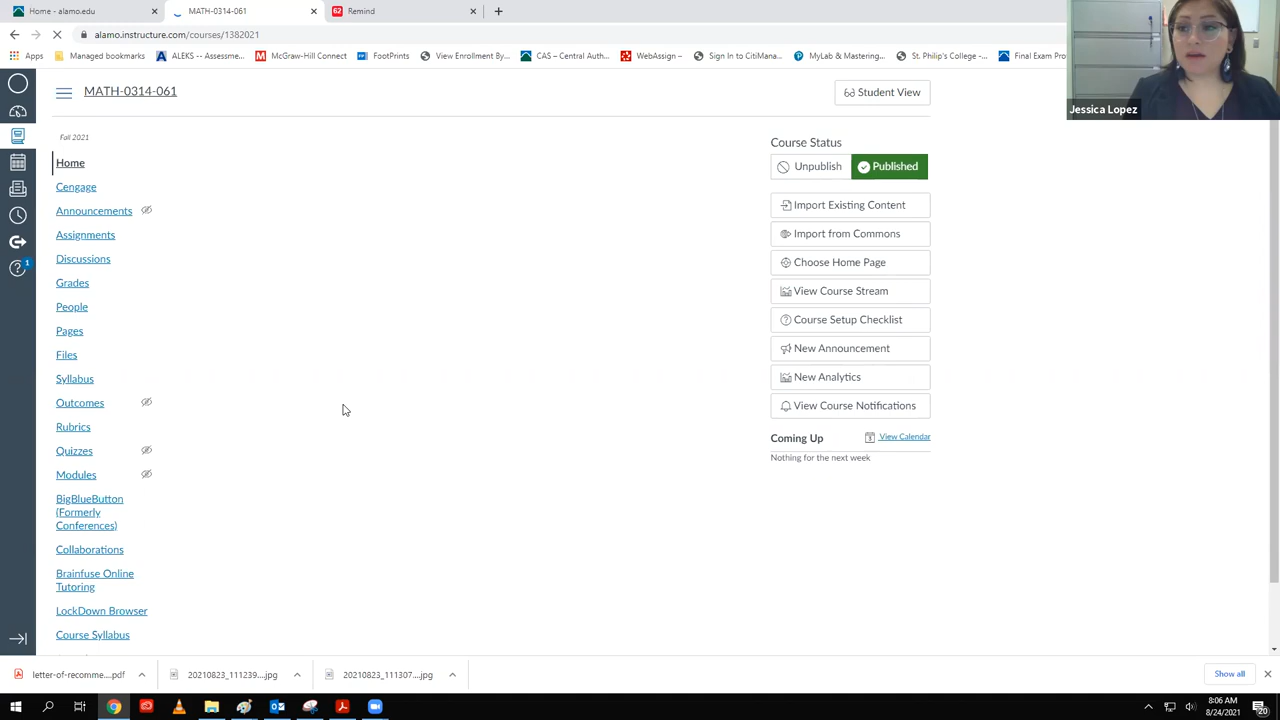 Home - alamo.edu
MATH-0314-061
62 Remind
alamo.instructure.com/courses/1382021
Apps
Managed bookmarks
ALEKS -- Assessme...
McGraw-Hill Connect
FootPrints
View Enrollment By...
CAS – Central Auth...
WebAssign –
Sign In to CitiMana...
MyLab & Mastering...
St. Philip's College -...
Final Exam Pro
Jessica Lopez
MATH-0314-061
Student View
Fall 2021
Home
Cengage
Announcements
Assignments
Discussions
Grades
People
Pages
Files
Syllabus
Outcomes
Rubrics
Quizzes
Modules
BigBlueButton
(Formerly
Conferences)
Collaborations
Brainfuse Online
Tutoring
LockDown Browser
Course Syllabus
1
Course Status
Unpublish
Published
Import Existing Content
Import from Commons
Choose Home Page
View Course Stream
Course Setup Checklist
New Announcement
New Analytics
View Course Notifications
Coming Up
View Calendar
Nothing for the next week
letter-of-recomme....pdf
20210823_111239....jpg
20210823_111307....jpg
Show all
8:06 AM
8/24/2021
20